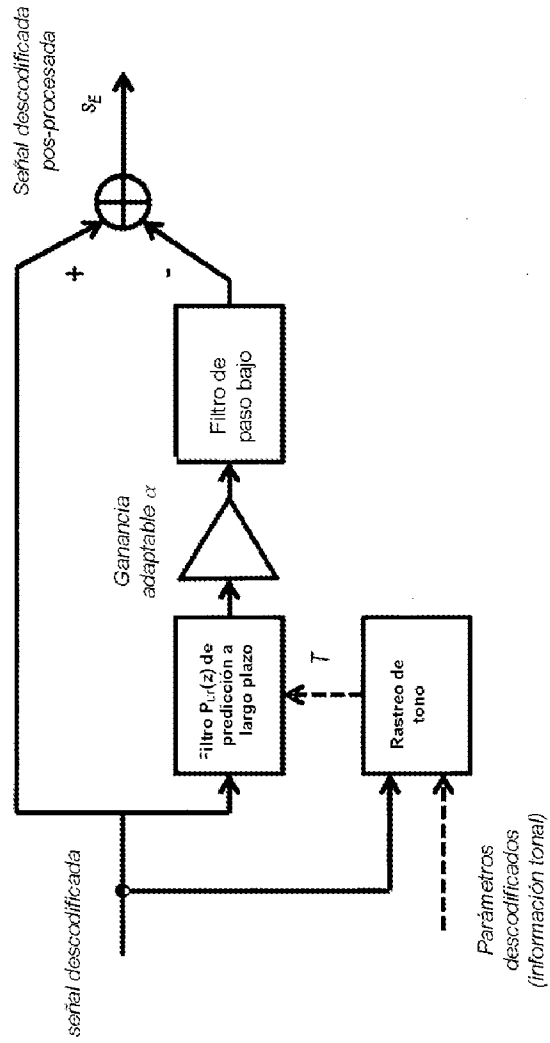 señal descodificada
Parámetros
descodificados
(información tonal)
Filtro P_LT(z) de
predicción a
largo plazo
T
Rastreo de
tono
Ganancia
adaptable α
Filtro de
paso bajo
+
-
Señal descodificada
pos-procesada
s_E